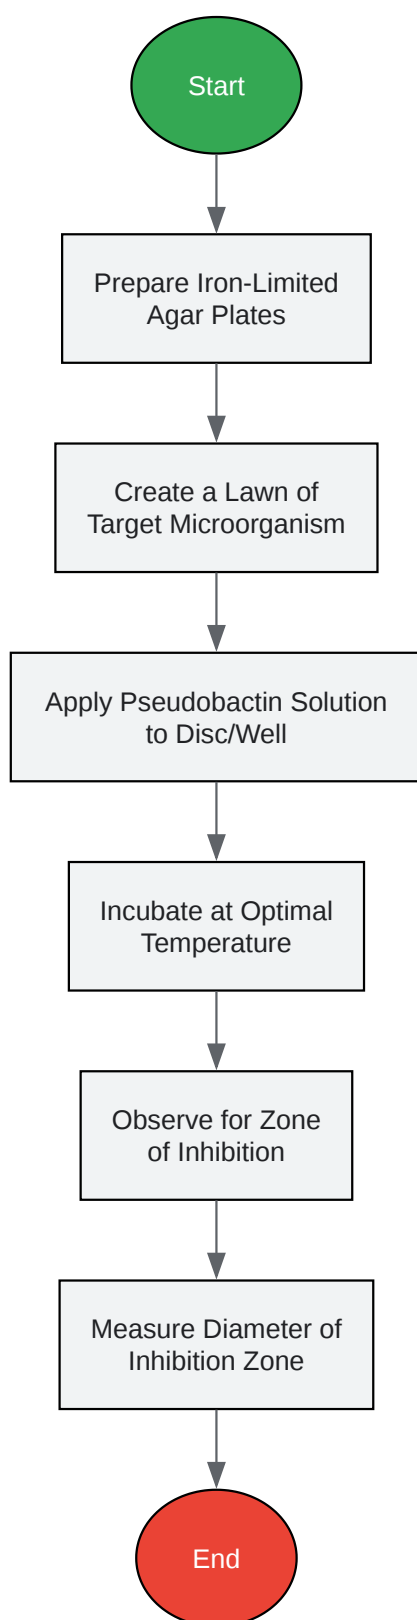 Start
Prepare Iron-Limited
Agar Plates
Create a Lawn of
Target Microorganism
Apply Pseudobactin Solution
to Disc/Well
Incubate at Optimal
Temperature
Observe for Zone
of Inhibition
Measure Diameter of
Inhibition Zone
End